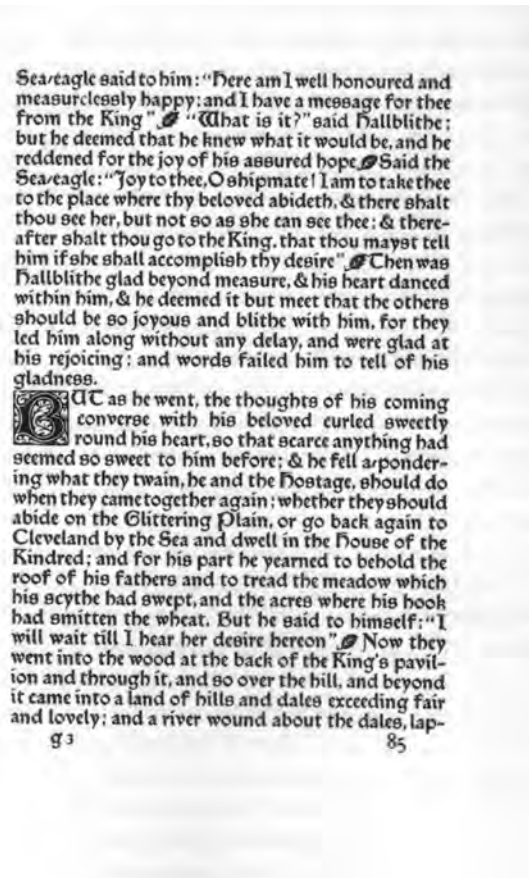 Sea-eagle said to him: "Here am I well honoured and
measurelessly happy; and I have a message for thee
from the King" "What is it?" said Hallblithe;
but he deemed that he knew what it would be, and he
reddened for the joy of his assured hope Said the
Sea-eagle: "Joy to thee, O shipmate! I am to take thee
to the place where thy beloved abideth, & there shalt
thou see her, but not so as she can see thee; & there-
after shalt thou go to the King, that thou mayst tell
him if she shall accomplish thy desire" Then was
Hallblithe glad beyond measure, & his heart danced
within him, & he deemed it but meet that the others
should be so joyous and blithe with him, for they
led him along without any delay, and were glad at
his rejoicing; and words failed him to tell of his
gladness.
BUT as he went, the thoughts of his coming
converse with his beloved curled sweetly
round his heart, so that scarce anything had
seemed so sweet to him before; & he fell a-ponder-
ing what they twain, he and the Hostage, should do
when they came together again; whether they should
abide on the Glittering Plain, or go back again to
Cleveland by the Sea and dwell in the House of the
Kindred; and for his part he yearned to behold the
roof of his fathers and to tread the meadow which
his scythe had swept, and the acres where his hook
had smitten the wheat. But he said to himself: "I
will wait till I hear her desire hereon" Now they
went into the wood at the back of the King's pavil-
ion and through it, and so over the hill, and beyond
it came into a land of hills and dales exceeding fair
and lovely; and a river wound about the dales, lap-
g3 85